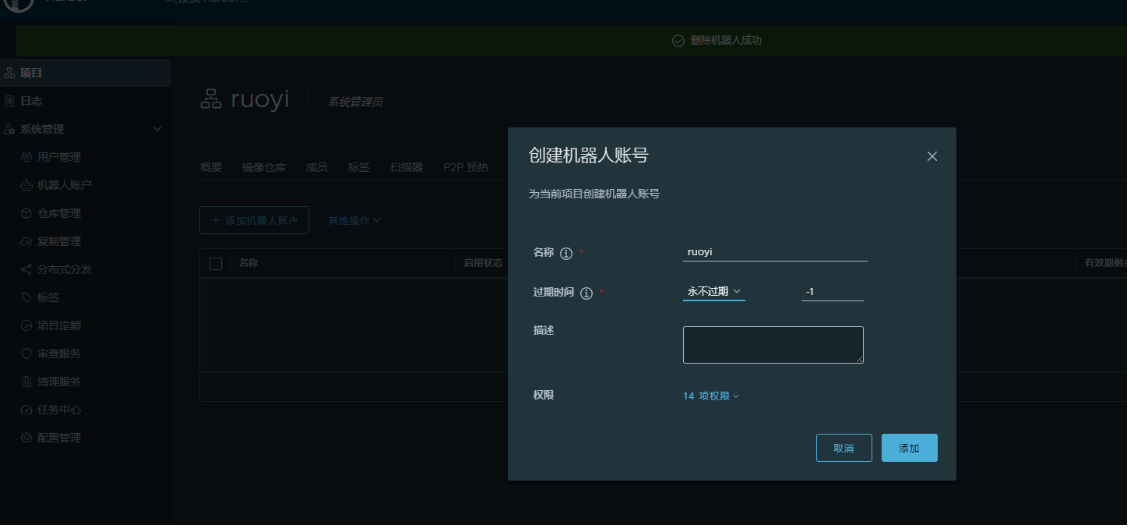 删除机器人成功
项目
日志
系统管理
用户管理
机器人账户
仓库管理
复制管理
分布式分发
标签
项目定额
审查服务
清理服务
任务中心
配置管理
ruoyi
系统管理员
概要 镜像仓库 成员 标签 扫描器 P2P 预热
+ 添加机器人账户 其他操作
名称 启用状态
创建机器人账号
为当前项目创建机器人账号
名称 * ruoyi
过期时间 * 永不过期 -1
描述
权限 14 项权限
取消 添加